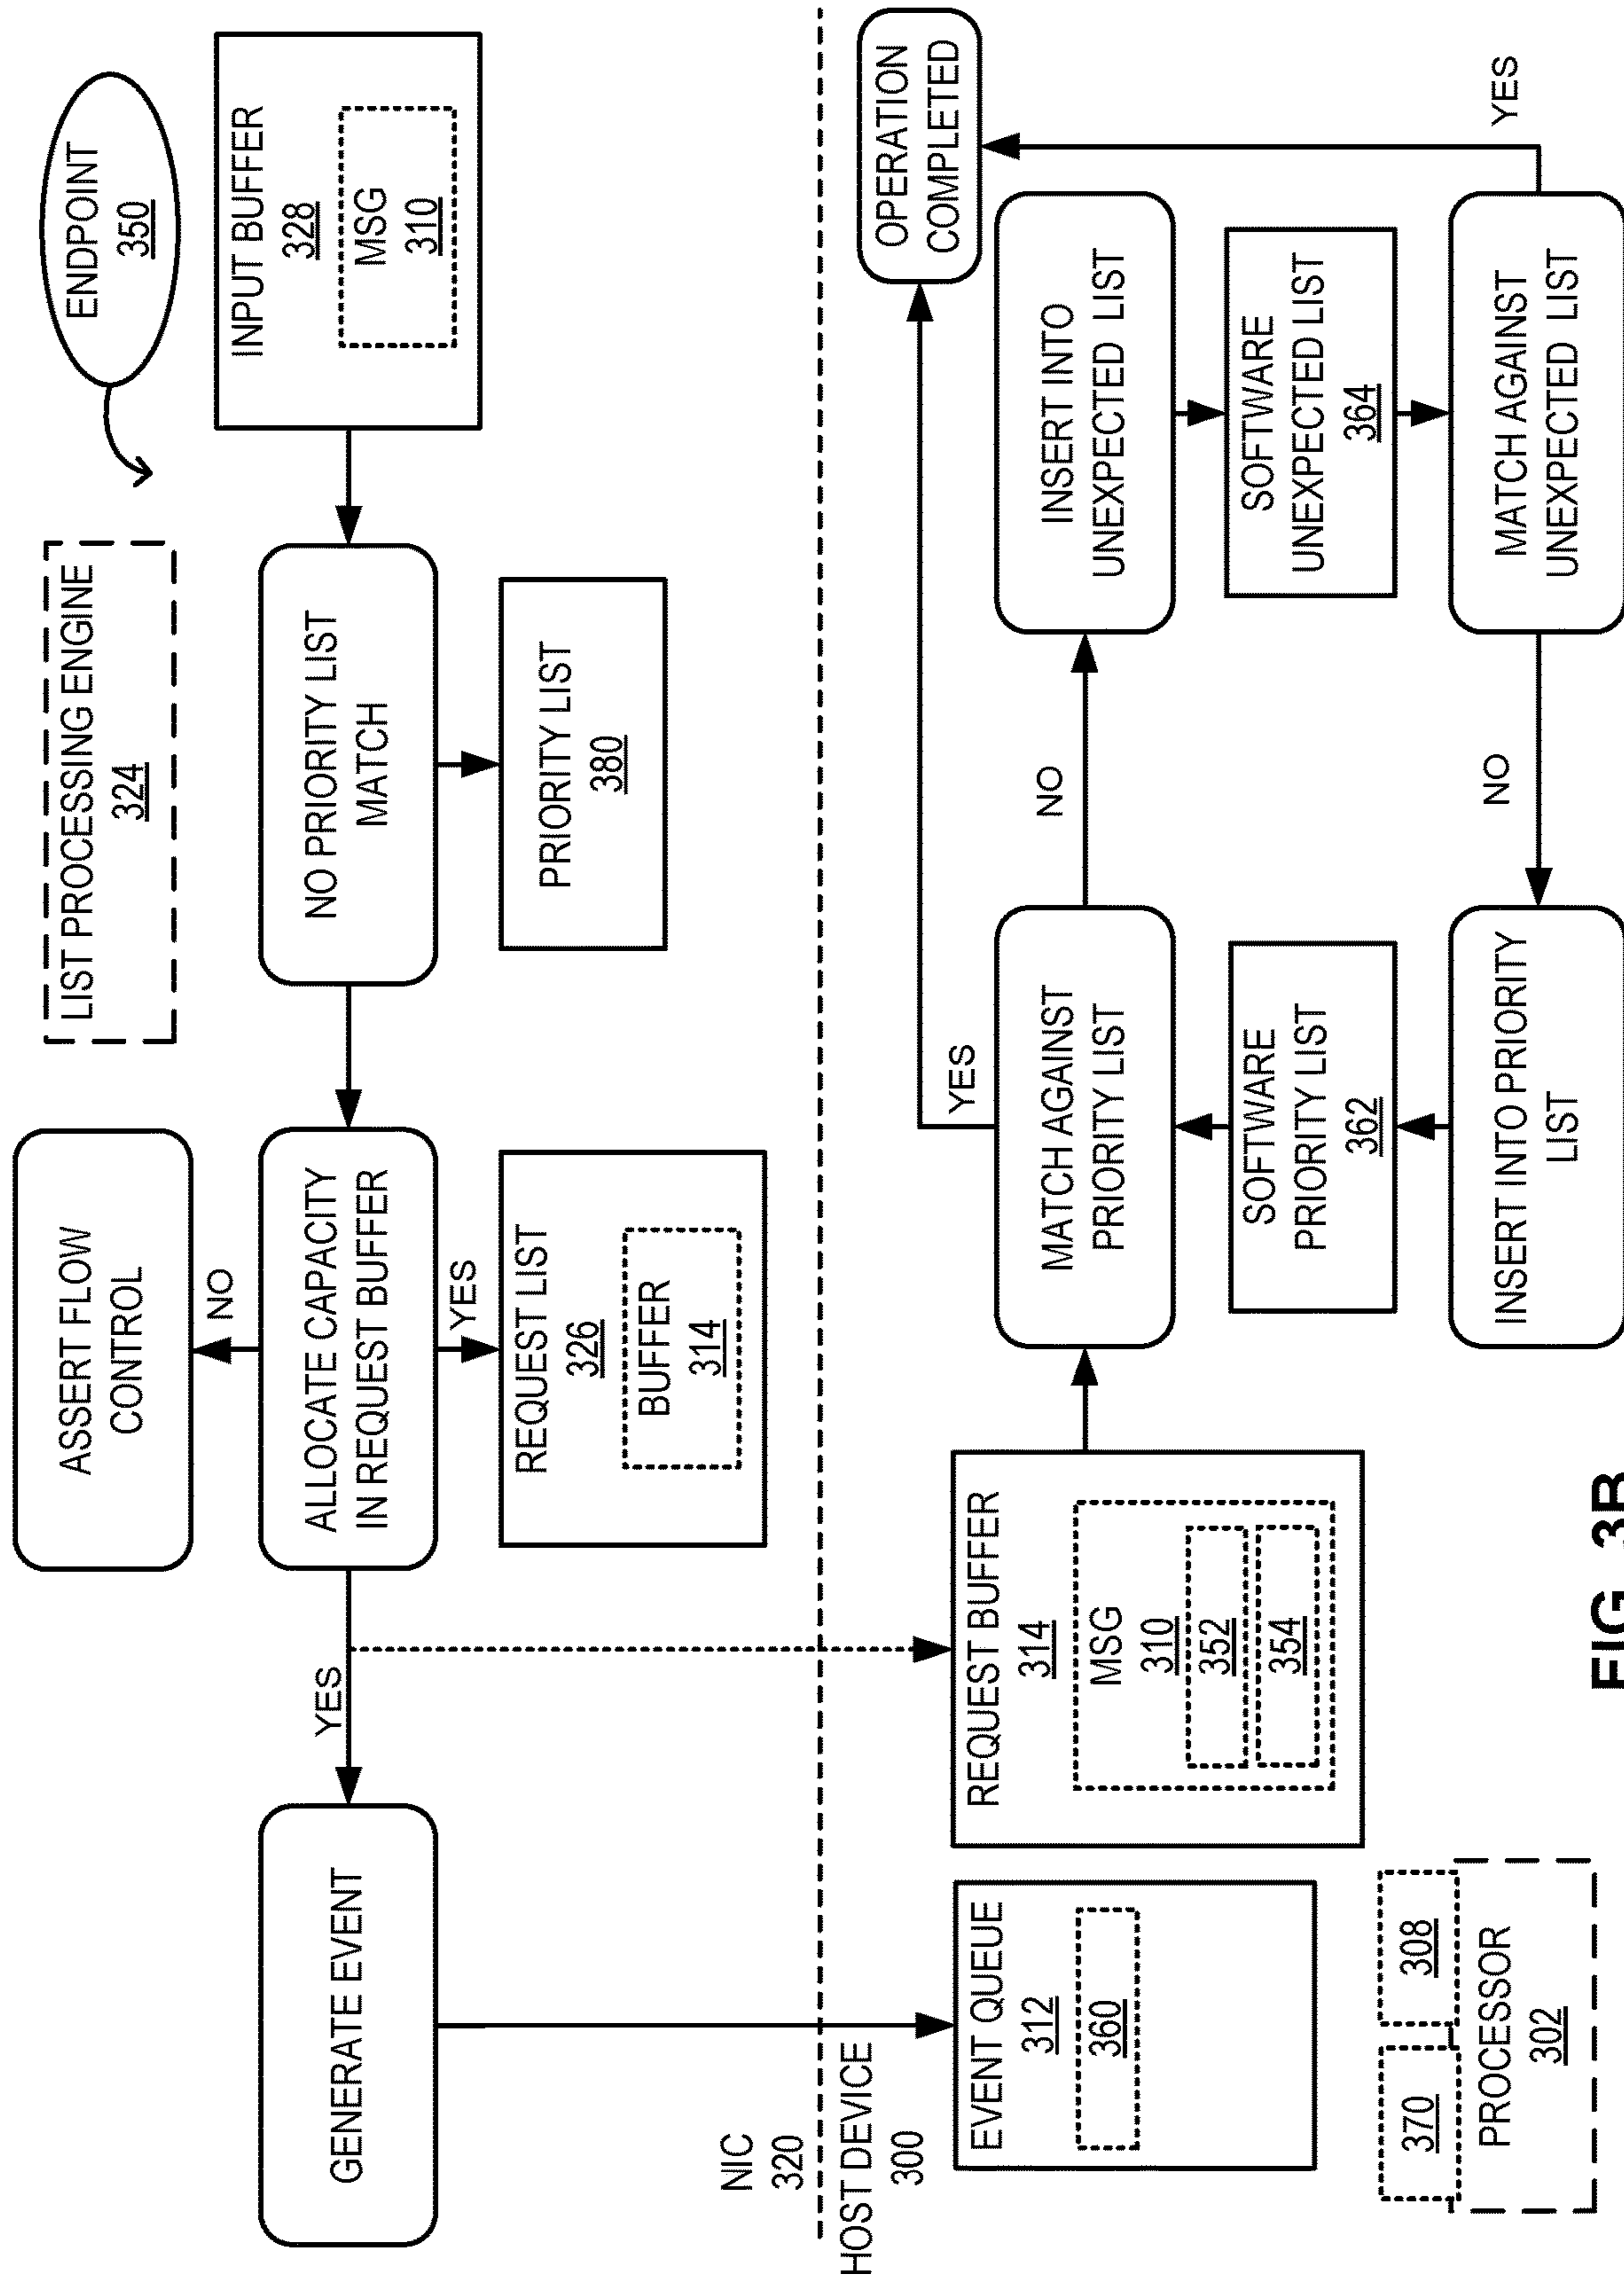 ASSERT FLOW
CONTROL
LIST PROCESSING ENGINE
324
ENDPOINT
350
NO
GENERATE EVENT
YES
ALLOCATE CAPACITY
IN REQUEST BUFFER
NO PRIORITY LIST
MATCH
INPUT BUFFER
328
MSG
310
YES
REQUEST LIST
326
BUFFER
314
PRIORITY LIST
380
NIC
320
HOST DEVICE
300
EVENT QUEUE
312
360
REQUEST BUFFER
314
MSG
310
352
354
YES
OPERATION
COMPLETED
MATCH AGAINST
PRIORITY LIST
NO
INSERT INTO
UNEXPECTED LIST
SOFTWARE
PRIORITY LIST
362
SOFTWARE
UNEXPECTED LIST
364
370
308
PROCESSOR
302
INSERT INTO PRIORITY
LIST
NO
MATCH AGAINST
UNEXPECTED LIST
YES
FIG. 3B